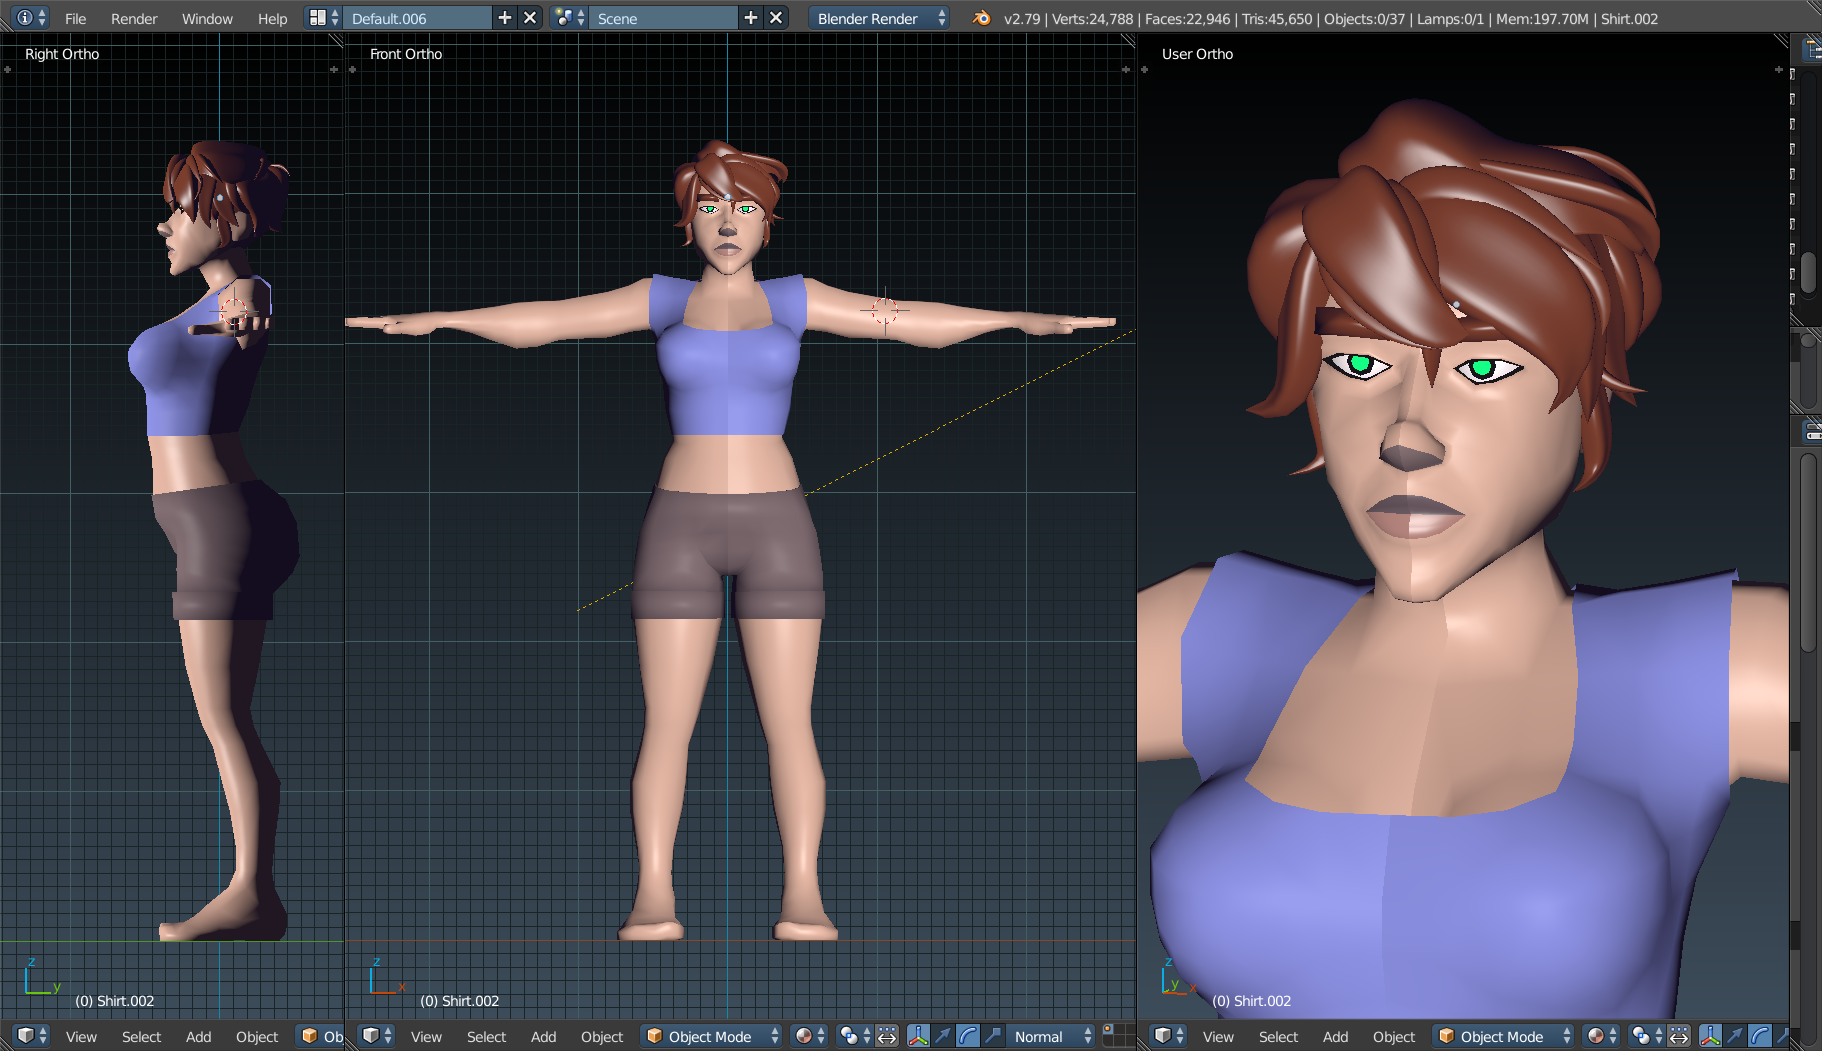 File Render Window Help Default.006 Scene Blender Render v2.79 | Verts:24,788 | Faces:22,946 | Tris:45,650 | Objects:0/37 | Lamps:0/1 | Mem:197.70M | Shirt.002
Right Ortho
Front Ortho
User Ortho
z
y
(0) Shirt.002
z
x
(0) Shirt.002
z
y
x
(0) Shirt.002
View Select Add Object Ob
View Select Add Object Object Mode Normal
View Select Add Object Object Mode